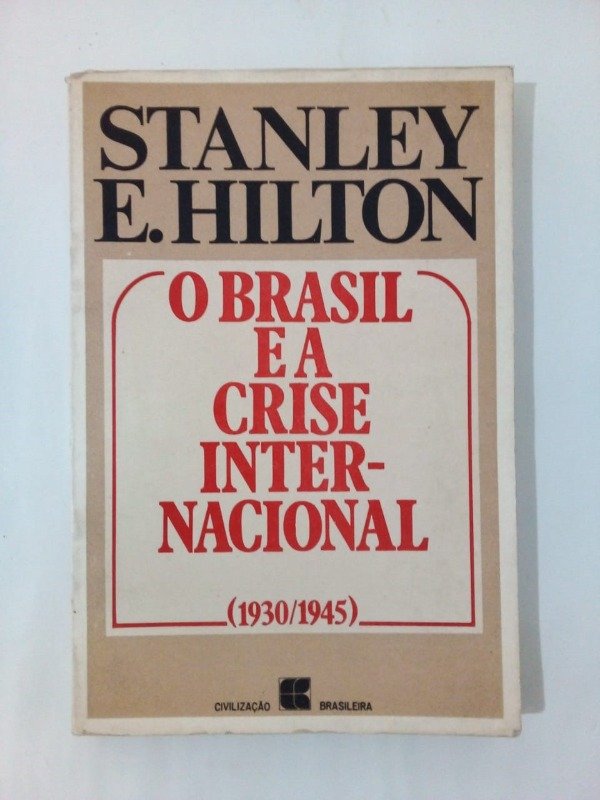 STANLEY
E. HILTON
O BRASIL
E A
CRISE
INTER-
NACIONAL
(1930/1945)
CIVILIZAÇÃO BRASILEIRA